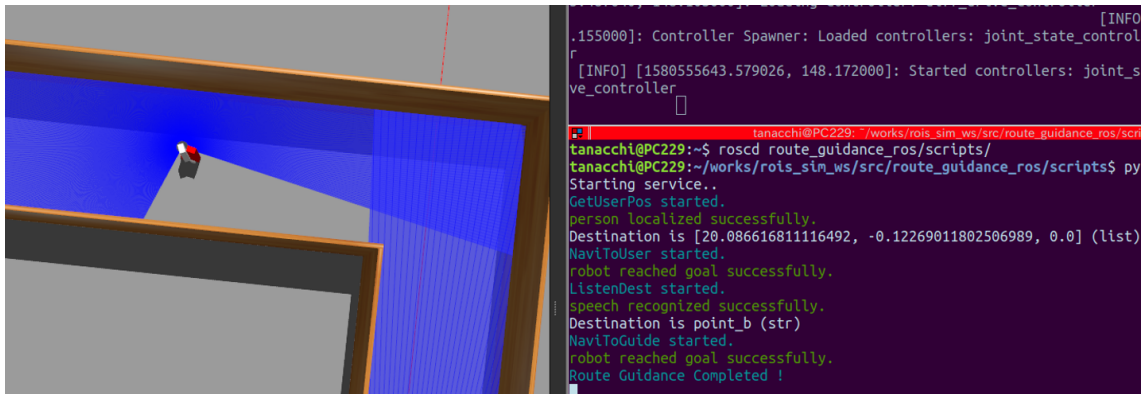 [INFO
.155000]: Controller Spawner: Loaded controllers: joint_state_control
r
[INFO] [1580555643.579026, 148.172000]: Started controllers: joint_s
ve_controller
tanacchi@PC229: ~/works/rois_sim_ws/src/route_guidance_ros/scri
tanacchi@PC229:~$ roscd route_guidance_ros/scripts/
tanacchi@PC229:~/works/rois_sim_ws/src/route_guidance_ros/scripts$ py
Starting service..
GetUserPos started.
person localized successfully.
Destination is [20.086616811116492, -0.12269011802506989, 0.0] (list)
NaviToUser started.
robot reached goal successfully.
ListenDest started.
speech recognized successfully.
Destination is point_b (str)
NaviToGuide started.
robot reached goal successfully.
Route Guidance Completed !